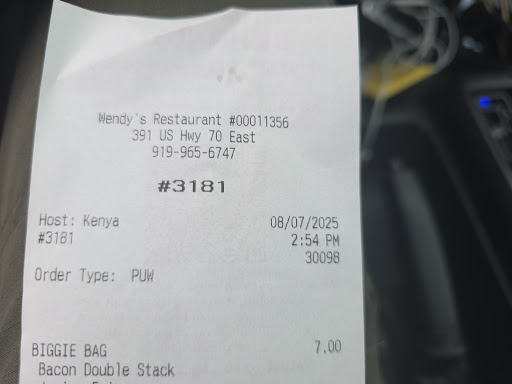 Wendy's Restaurant #00011356
391 US Hwy 70 East
919-965-6747
#3181
Host: Kenya 08/07/2025
#3181 2:54 PM
30098
Order Type: PUW
BIGGIE BAG 7.00
Bacon Double Stack